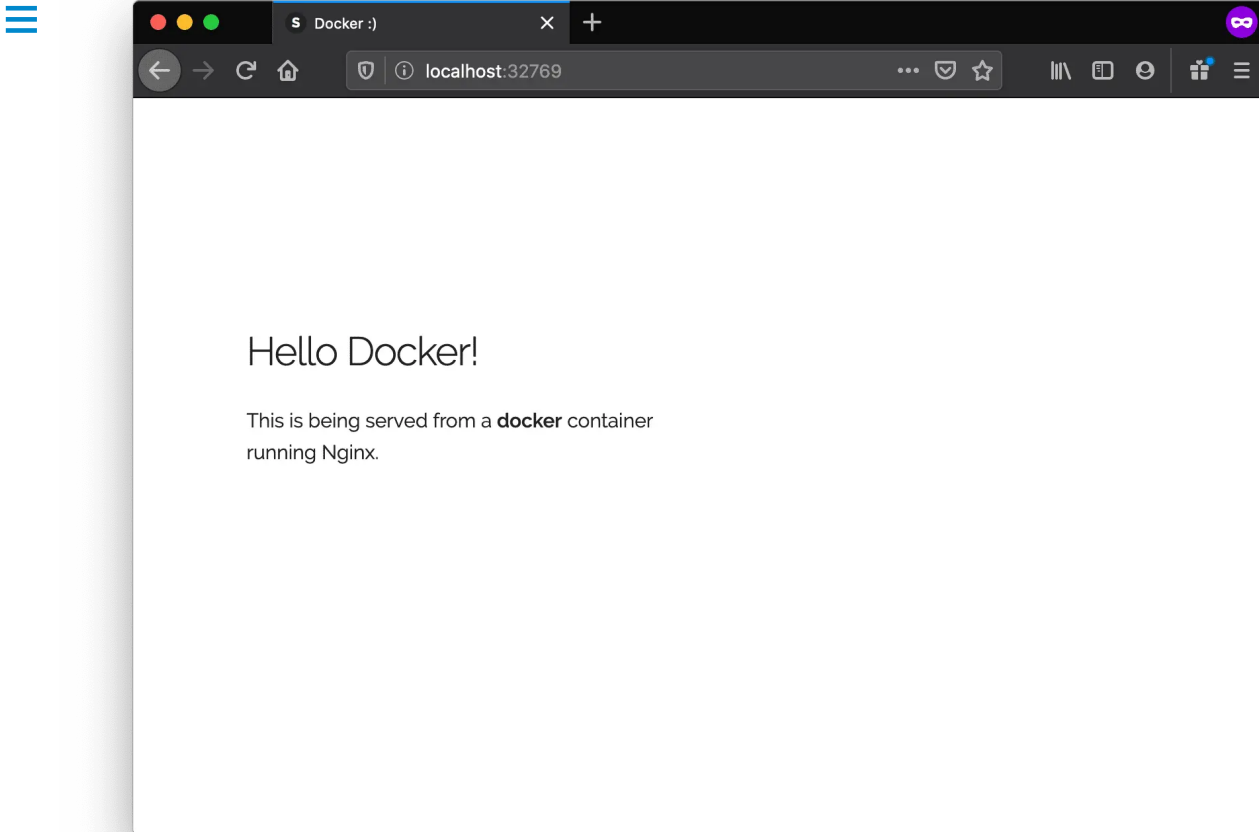 S Docker :)
localhost:32769
Hello Docker!
This is being served from a docker container
running Nginx.